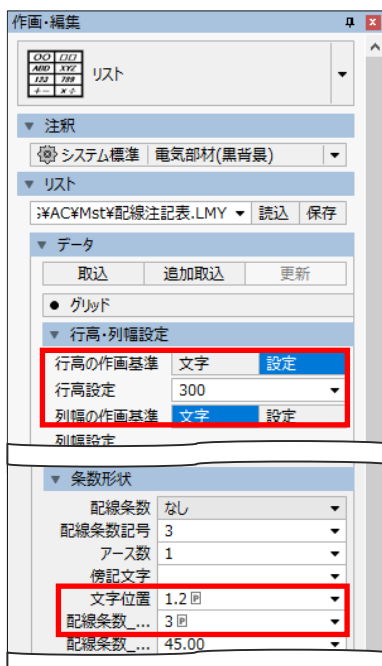 作画・編集
リスト
注釈
システム標準 電気部材(黒背景)
リスト
¥AC¥Mst¥配線注記表.LMY 読込 保存
データ
取込 追加取込 更新
● グリッド
行高・列幅設定
行高の作画基準 文字 設定
行高設定 300
列幅の作画基準 文字 設定
列幅設定
条数形状
配線条数 なし
配線条数記号 3
アース数 1
傍記文字
文字位置 1.2 P
配線条数_... 3 P
配線条数_... 45.00